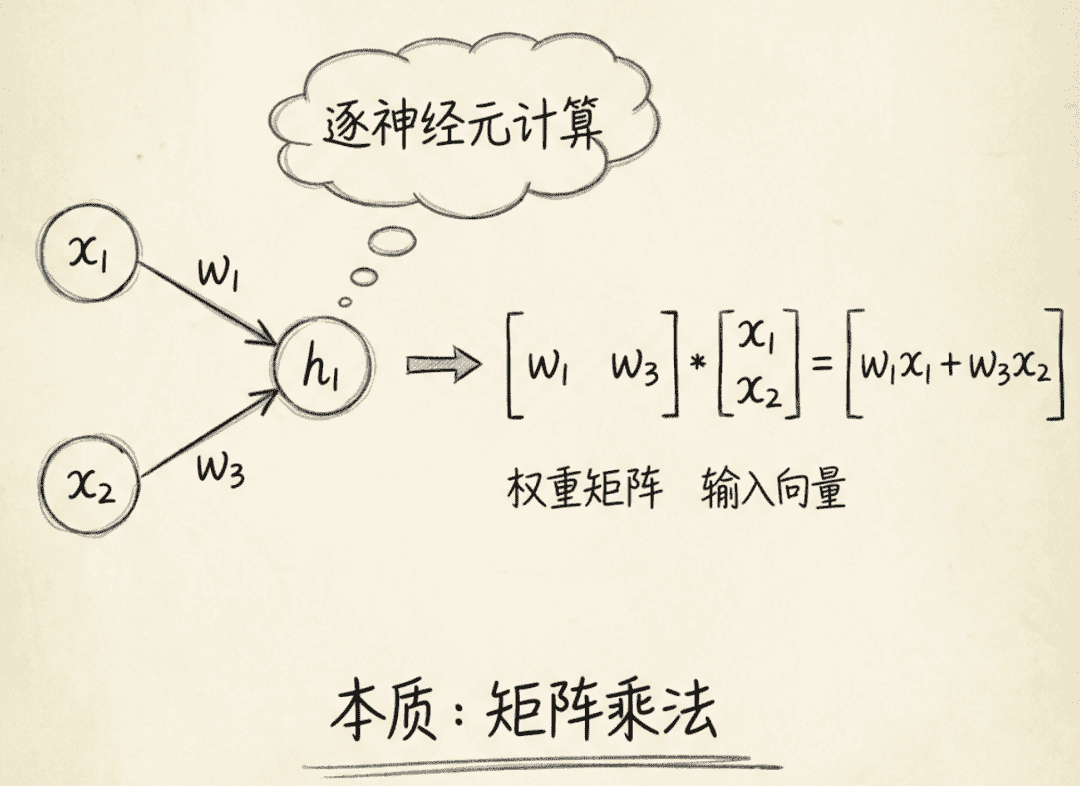 逐神经元计算
x₁
w₁
h₁
w₃
x₂
[w₁ w₃] * [x₁ x₂] = [w₁x₁+w₃x₂]
权重矩阵 输入向量
本质：矩阵乘法